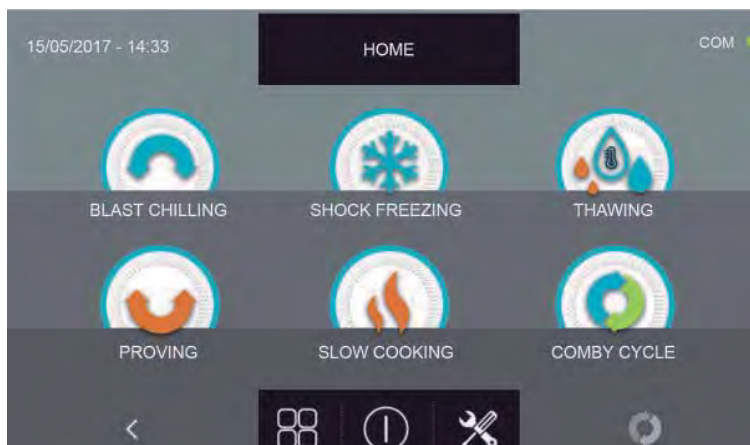 15/05/2017 - 14:33
HOME
COM
BLAST CHILLING
SHOCK FREEZING
THAWING
PROVING
SLOW COOKING
COMBY CYCLE